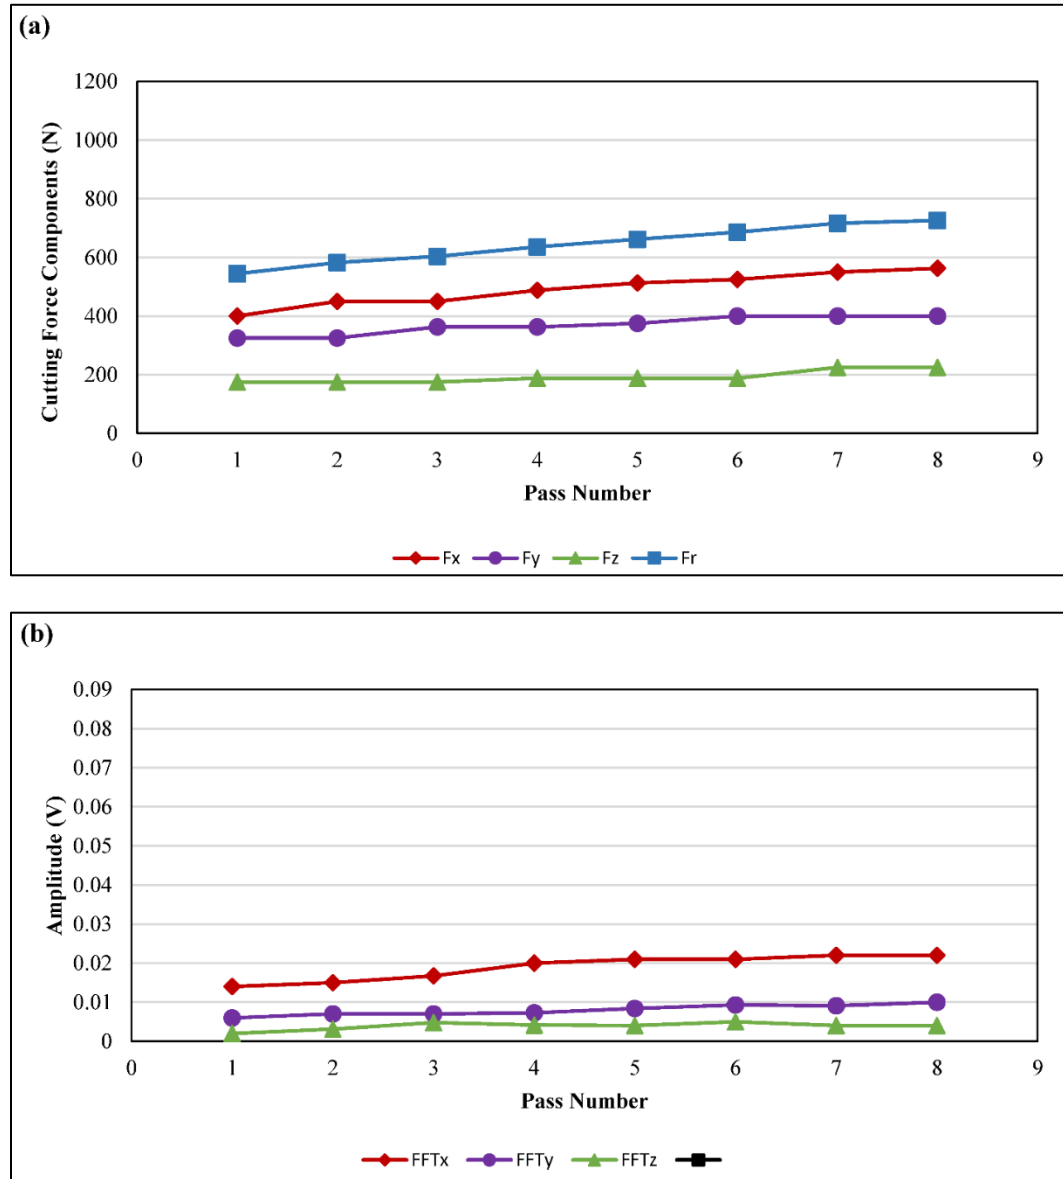 (a)
1200
1000
800
600
400
200
0
Cutting Force Components (N)
0 1 2 3 4 5 6 7 8 9
Pass Number
Fx Fy Fz Fr
(b)
0.09
0.08
0.07
0.06
0.05
0.04
0.03
0.02
0.01
0
Amplitude (V)
0 1 2 3 4 5 6 7 8 9
Pass Number
FFTx FFTy FFTz